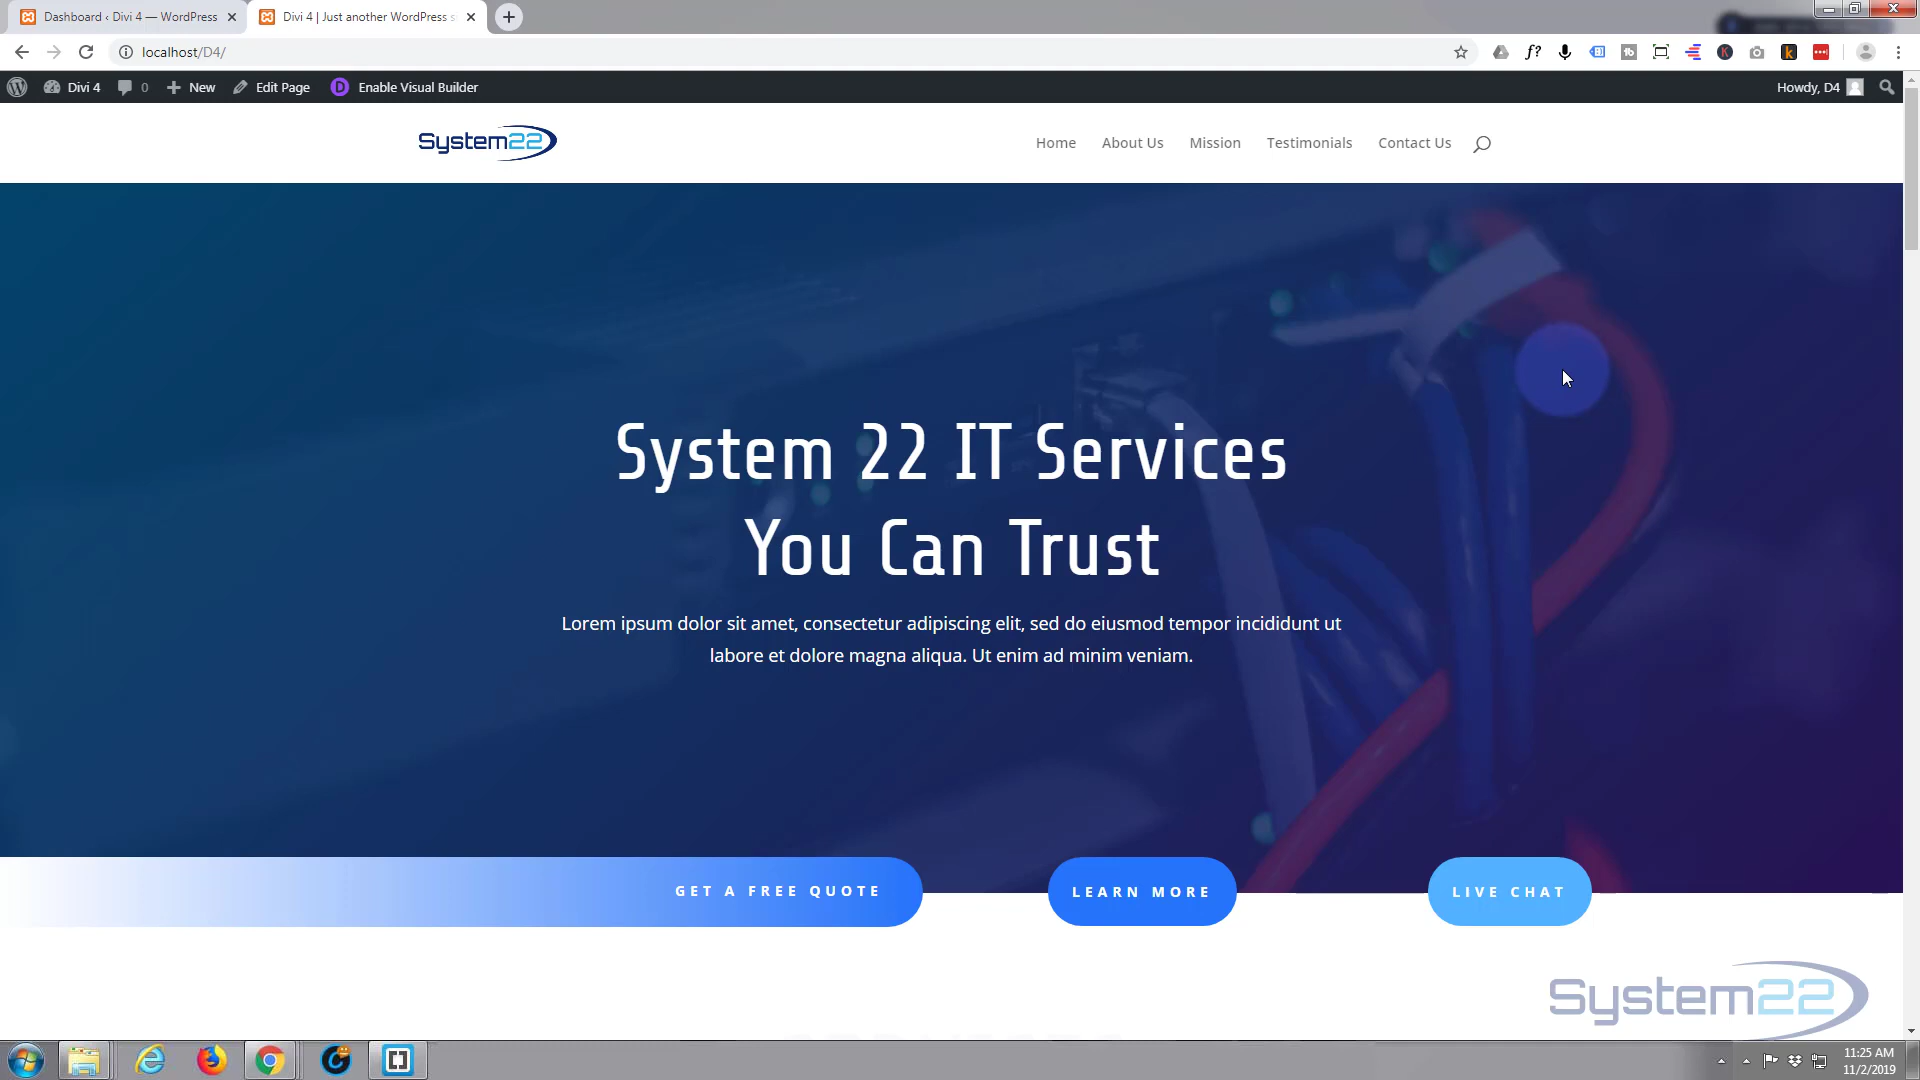 Dashboard ‹ Divi 4 — WordPress
Divi 4 | Just another WordPress s
localhost/D4/
Divi 4
0
New
Edit Page
Enable Visual Builder
Howdy, D4
System22
Home
About Us
Mission
Testimonials
Contact Us
System 22 IT Services
You Can Trust
Lorem ipsum dolor sit amet, consectetur adipiscing elit, sed do eiusmod tempor incididunt ut
labore et dolore magna aliqua. Ut enim ad minim veniam.
GET A FREE QUOTE
LEARN MORE
LIVE CHAT
System22
11:25 AM
11/2/2019